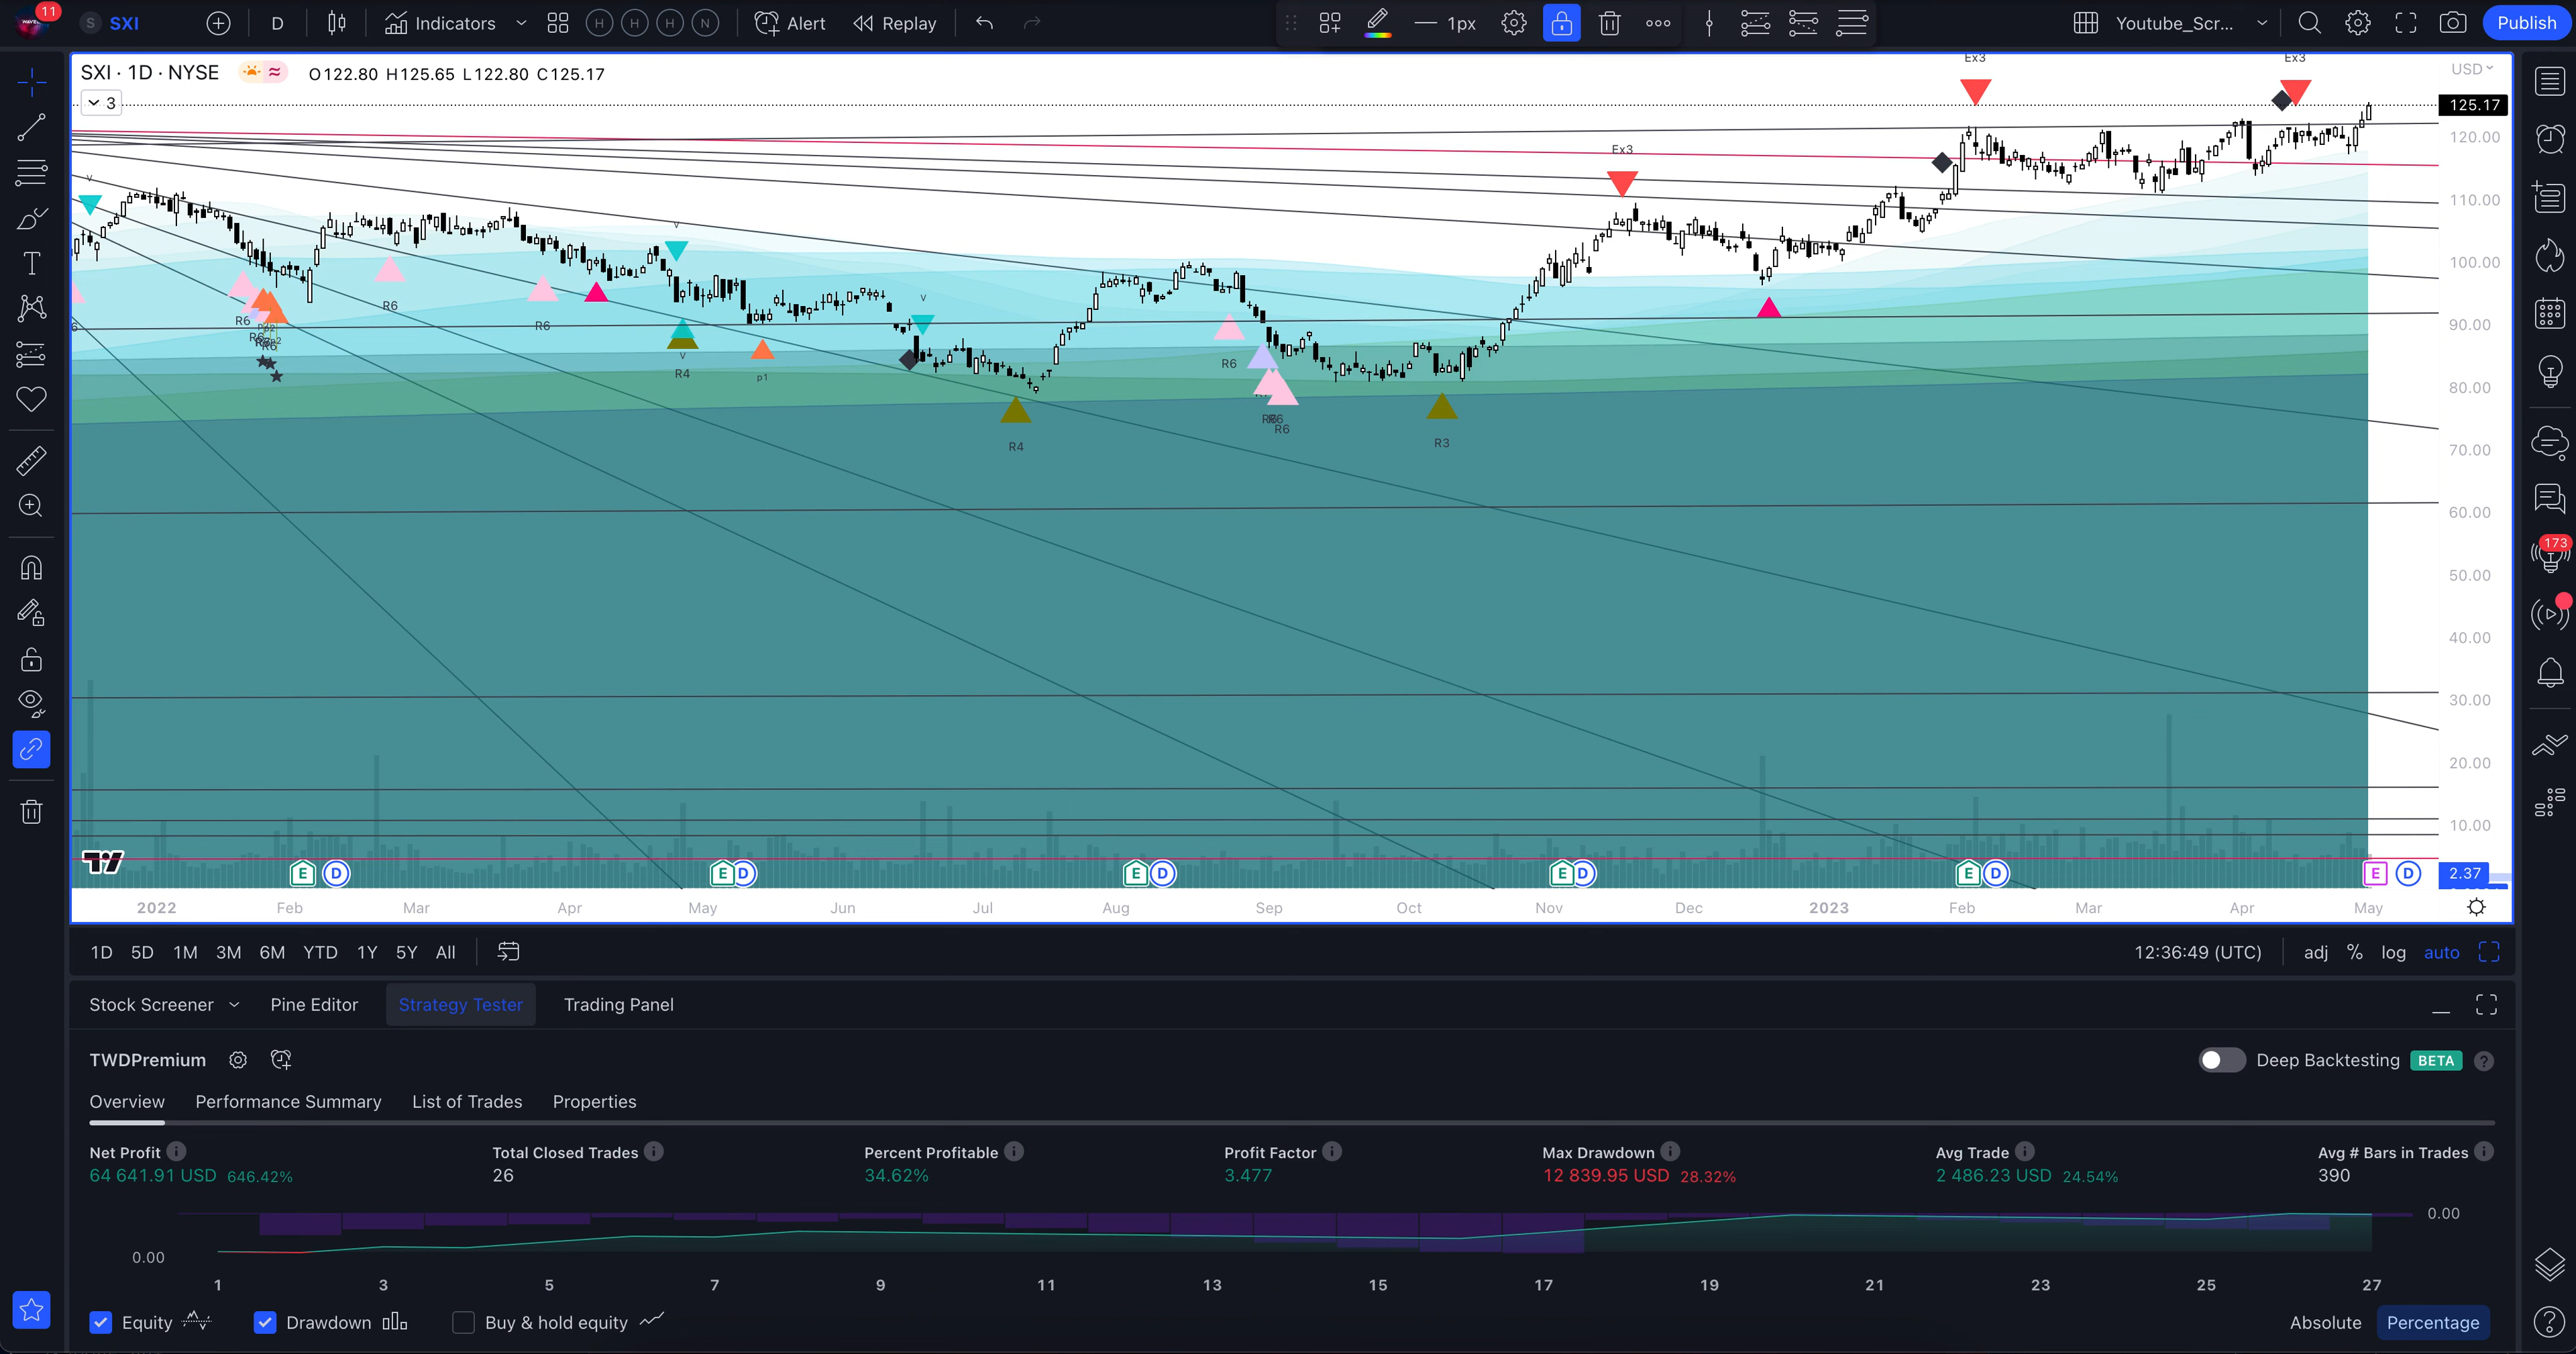 11
S SXI
D
Indicators
H H H N
Alert
Replay
1px
Youtube_Scr...
Publish
SXI · 1D · NYSE
O122.80 H125.65 L122.80 C125.17
3
USD
125.17
120.00
110.00
100.00
90.00
80.00
70.00
60.00
50.00
40.00
30.00
20.00
10.00
2.37
Ex3
Ex3
Ex3
v
v
v
R6
R6
R6
R6
v
R4
p1
R6
R6
R6
R4
R3
E D
E D
E D
E D
E D
E D
2022 Feb Mar Apr May Jun Jul Aug Sep Oct Nov Dec 2023 Feb Mar Apr May
173
1D 5D 1M 3M 6M YTD 1Y 5Y All
12:36:49 (UTC)
adj % log auto
Stock Screener
Pine Editor
Strategy Tester
Trading Panel
TWDPremium
Deep Backtesting BETA
Overview
Performance Summary
List of Trades
Properties
Net Profit
64 641.91 USD 646.42%
Total Closed Trades
26
Percent Profitable
34.62%
Profit Factor
3.477
Max Drawdown
12 839.95 USD 28.32%
Avg Trade
2 486.23 USD 24.54%
Avg # Bars in Trades
390
0.00
0.00
1 3 5 7 9 11 13 15 17 19 21 23 25 27
Equity
Drawdown
Buy & hold equity
Absolute
Percentage